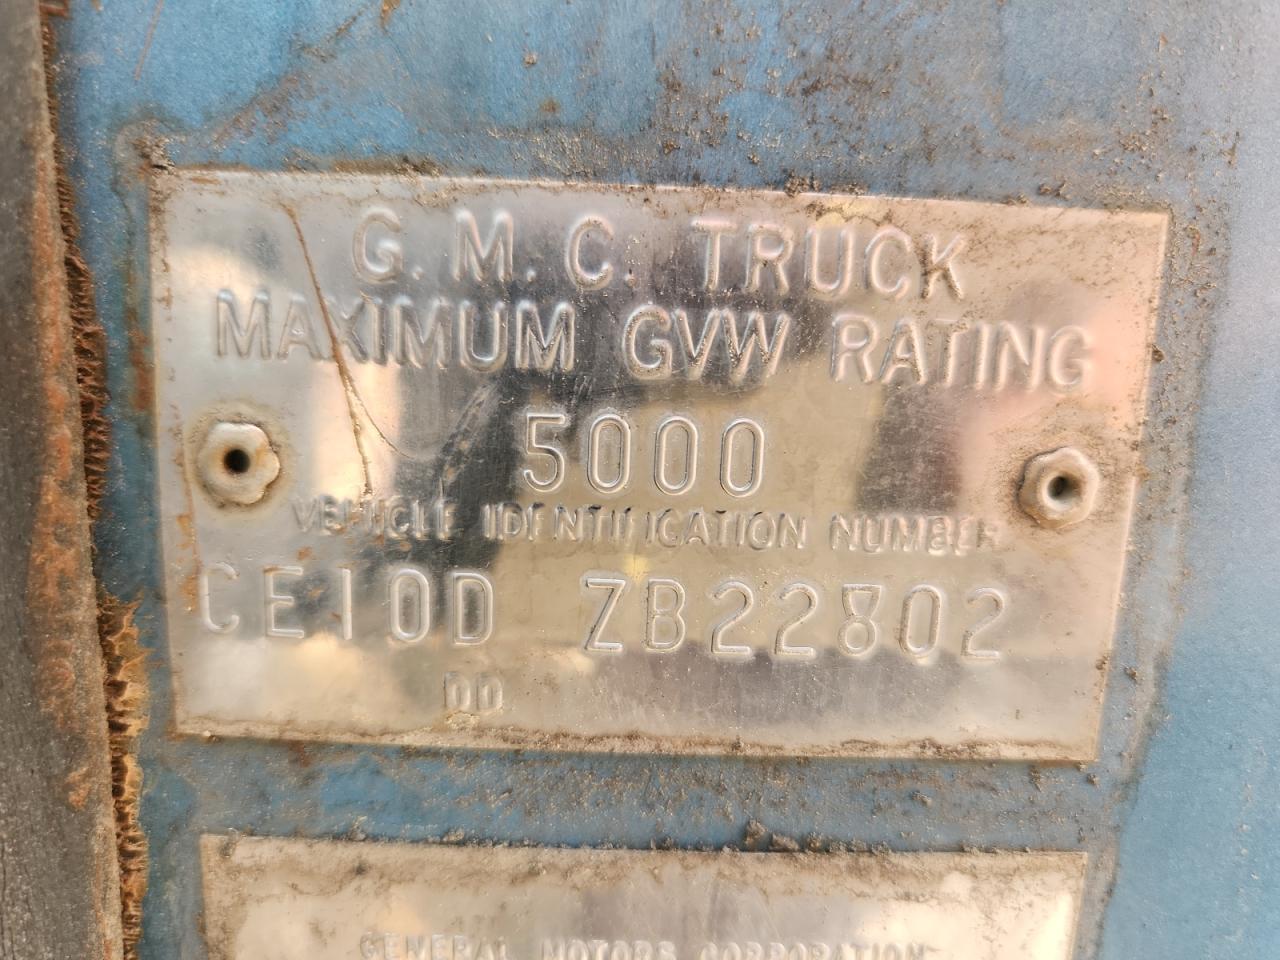 G.M.C. TRUCK
MAXIMUM GVW RATING
5000
VEHICLE IDENTIFICATION NUMBER
CE10D ZB22802
DD
GENERAL MOTORS CORPORATION